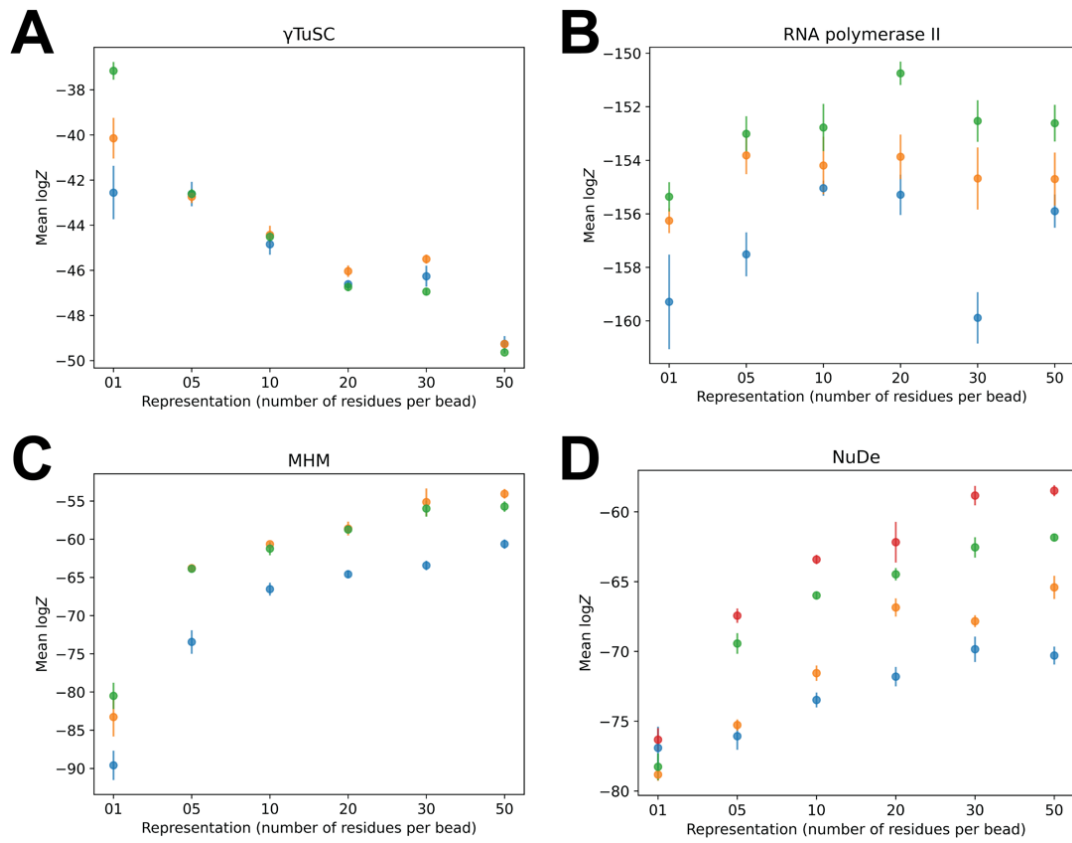 A
γTuSC
Mean logZ
−38
−40
−42
−44
−46
−48
−50
01 05 10 20 30 50
Representation (number of residues per bead)
B
RNA polymerase II
Mean logZ
−150
−152
−154
−156
−158
−160
01 05 10 20 30 50
Representation (number of residues per bead)
C
MHM
Mean logZ
−55
−60
−65
−70
−75
−80
−85
−90
01 05 10 20 30 50
Representation (number of residues per bead)
D
NuDe
Mean logZ
−60
−65
−70
−75
−80
01 05 10 20 30 50
Representation (number of residues per bead)